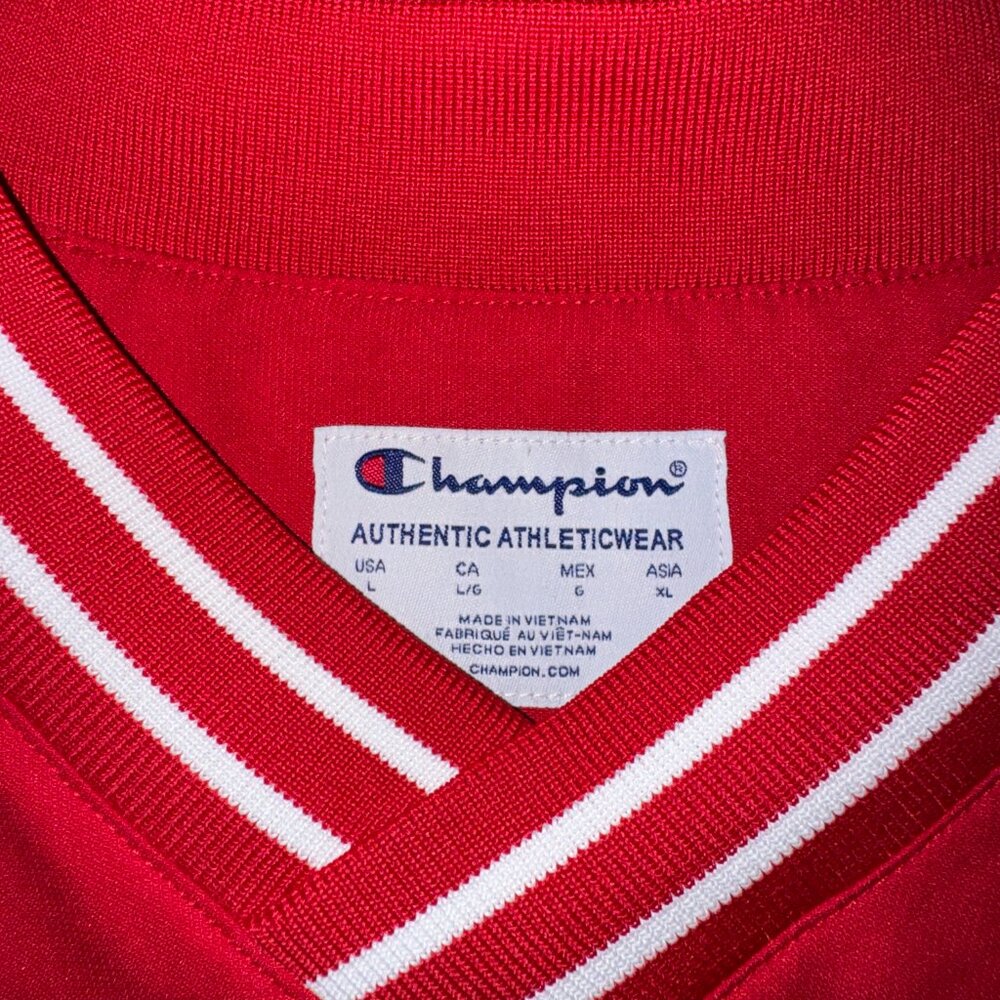 Champion®
AUTHENTIC ATHLETICWEAR
USA CA MEX ASIA
L L/G G XL
MADE IN VIETNAM
FABRIQUÉ AU VIÊT-NAM
HECHO EN VIETNAM
CHAMPION.COM